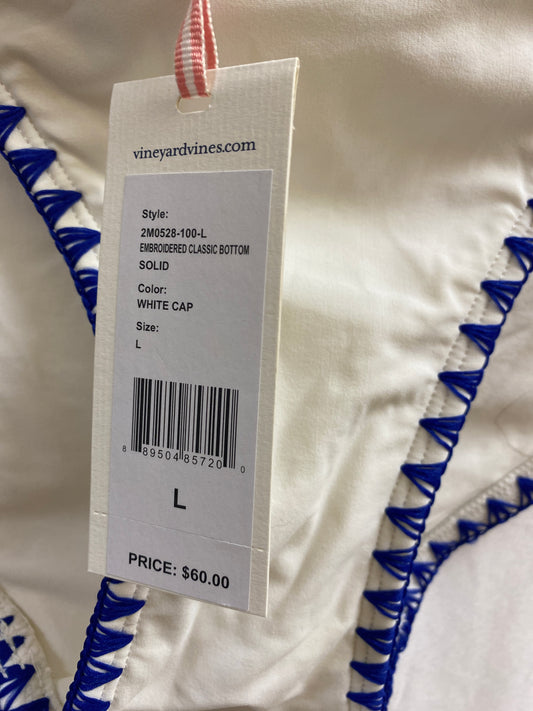 vineyardvines.com
Style:
2M0528-100-L
EMBROIDERED CLASSIC BOTTOM
SOLID
Color:
WHITE CAP
Size:
L
8 89504 85720 0
L
PRICE: $60.00